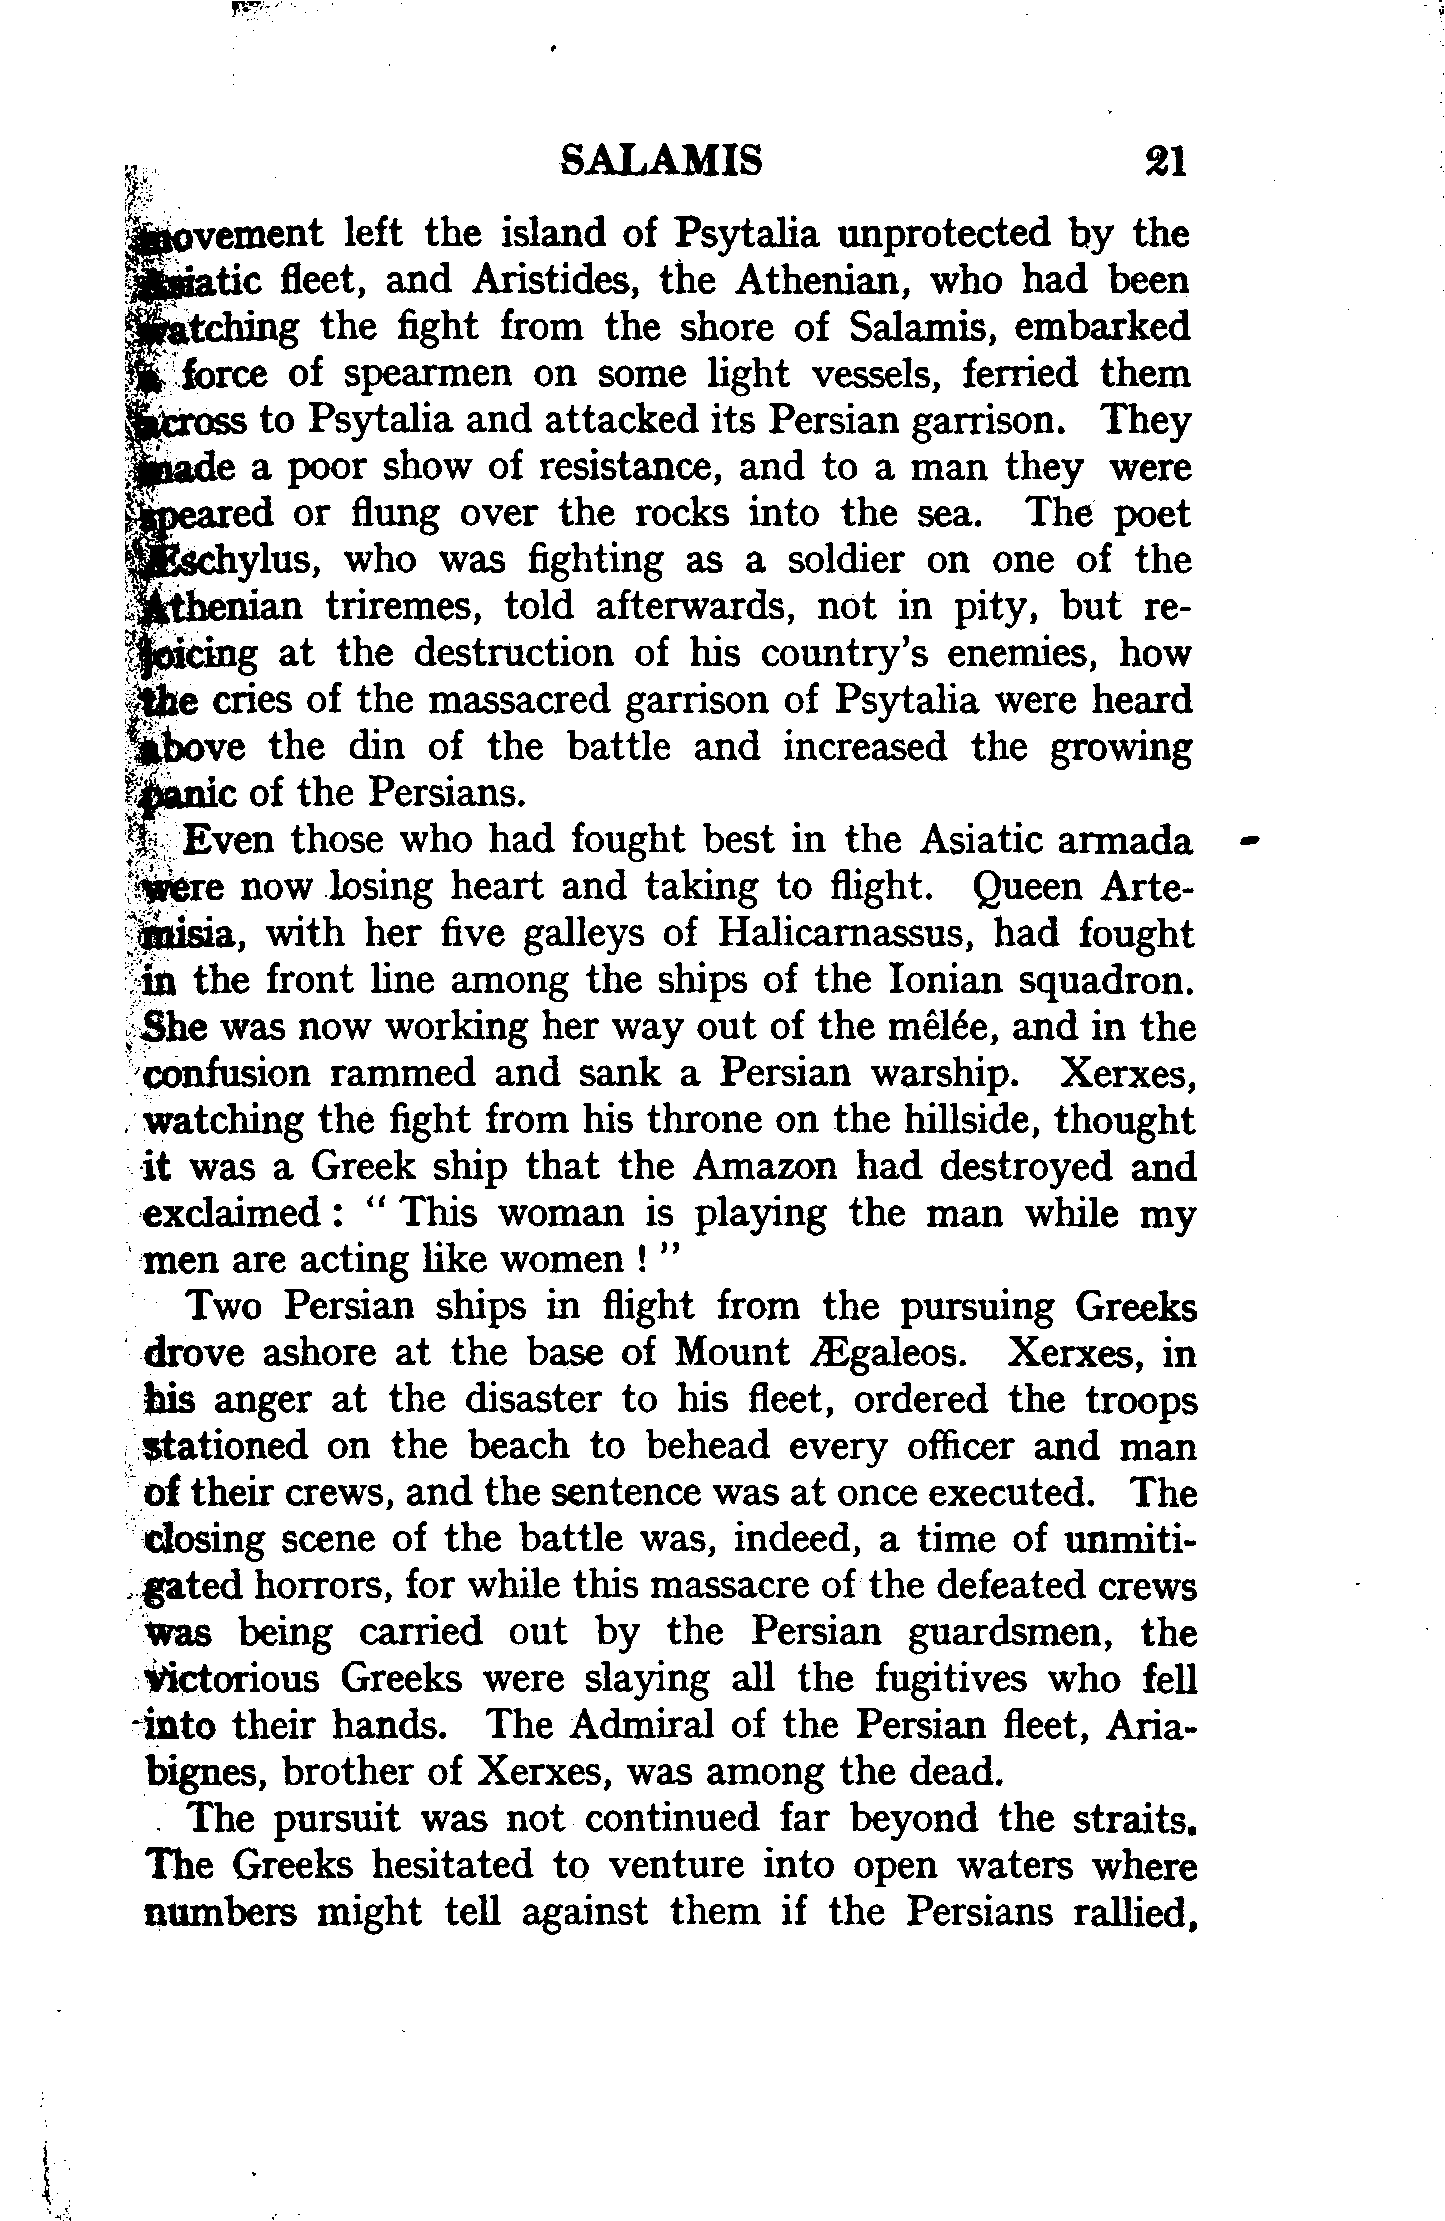 SALAMIS 21
movement left the island of Psytalia unprotected by the
Asiatic fleet, and Aristides, the Athenian, who had been
watching the fight from the shore of Salamis, embarked
a force of spearmen on some light vessels, ferried them
across to Psytalia and attacked its Persian garrison. They
made a poor show of resistance, and to a man they were
speared or flung over the rocks into the sea. The poet
Æschylus, who was fighting as a soldier on one of the
Athenian triremes, told afterwards, not in pity, but re-
joicing at the destruction of his country's enemies, how
the cries of the massacred garrison of Psytalia were heard
above the din of the battle and increased the growing
panic of the Persians.
Even those who had fought best in the Asiatic armada
were now losing heart and taking to flight. Queen Arte-
misia, with her five galleys of Halicarnassus, had fought
in the front line among the ships of the Ionian squadron.
She was now working her way out of the mêlée, and in the
confusion rammed and sank a Persian warship. Xerxes,
watching the fight from his throne on the hillside, thought
it was a Greek ship that the Amazon had destroyed and
exclaimed : “ This woman is playing the man while my
men are acting like women ! ”
Two Persian ships in flight from the pursuing Greeks
drove ashore at the base of Mount Ægaleos. Xerxes, in
his anger at the disaster to his fleet, ordered the troops
stationed on the beach to behead every officer and man
of their crews, and the sentence was at once executed. The
closing scene of the battle was, indeed, a time of unmiti-
gated horrors, for while this massacre of the defeated crews
was being carried out by the Persian guardsmen, the
victorious Greeks were slaying all the fugitives who fell
into their hands. The Admiral of the Persian fleet, Aria-
bignes, brother of Xerxes, was among the dead.
The pursuit was not continued far beyond the straits.
The Greeks hesitated to venture into open waters where
numbers might tell against them if the Persians rallied,